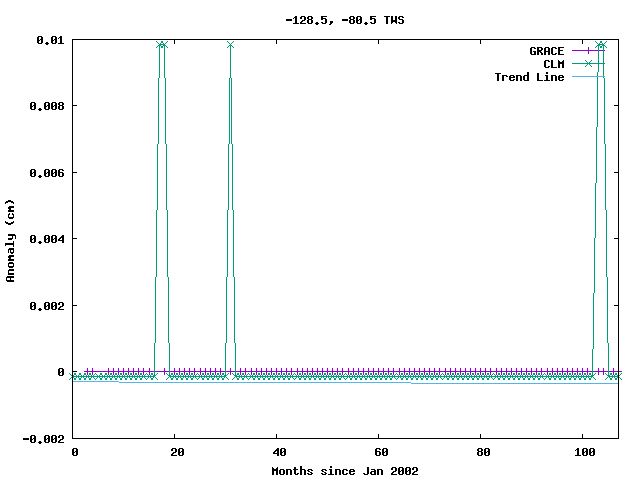 -128.5, -80.5 TWS
0.01
GRACE
CLM
Trend Line
0.008
0.006
0.004
0.002
0
-0.002
Anomaly (cm)
0 20 40 60 80 100
Months since Jan 2002